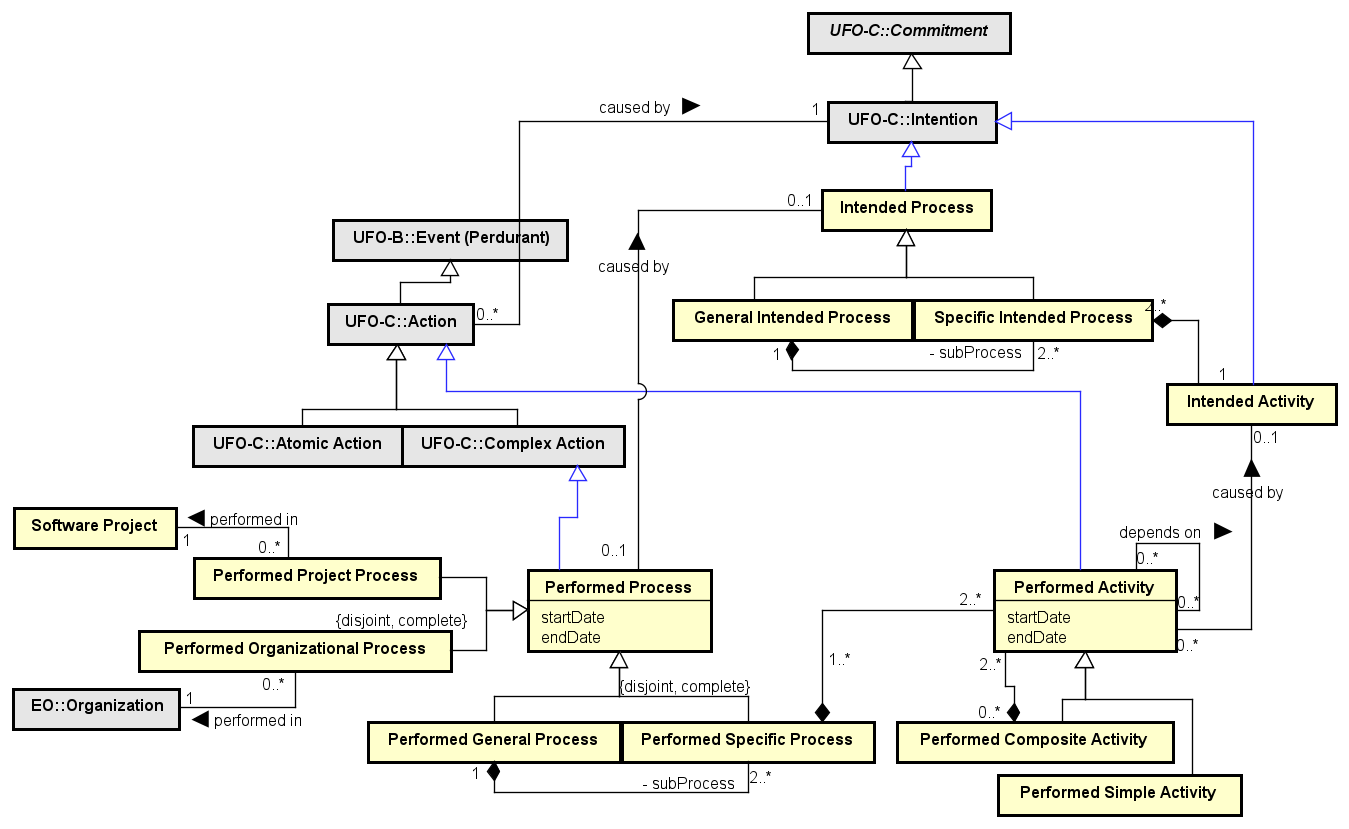 UFO-C::Commitment
caused by
1
UFO-C::Intention
0..1
Intended Process
UFO-B::Event (Perdurant)
caused by
UFO-C::Action
0..*
General Intended Process
Specific Intended Process
2..*
1
- subProcess
2..*
1
Intended Activity
0..1
UFO-C::Atomic Action
UFO-C::Complex Action
caused by
Software Project
performed in
1
0..*
depends on
0..*
0..1
Performed Project Process
Performed Process
startDate
endDate
Performed Activity
startDate
endDate
2..*
0..*
0..*
{disjoint, complete}
Performed Organizational Process
0..*
1..*
2..*
EO::Organization
1
performed in
{disjoint, complete}
0..*
Performed General Process
Performed Specific Process
Performed Composite Activity
1
- subProcess
2..*
Performed Simple Activity